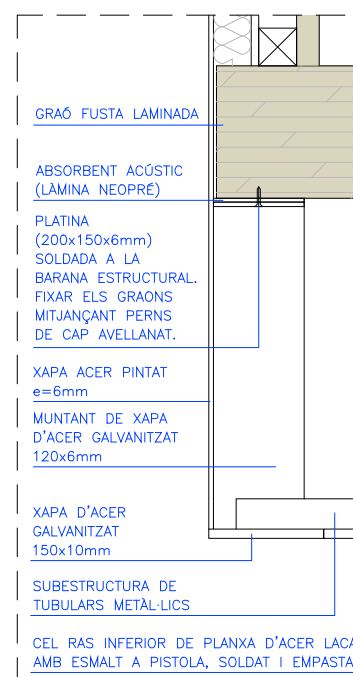 GRAÓ FUSTA LAMINADA
ABSORBENT ACÚSTIC
(LÀMINA NEOPRÉ)
PLATINA
(200x150x6mm)
SOLDADA A LA
BARANA ESTRUCTURAL.
FIXAR ELS GRAONS
MITJANÇANT PERNS
DE CAP AVELLANAT.
XAPA ACER PINTAT
e=6mm
MUNTANT DE XAPA
D'ACER GALVANITZAT
120x6mm
XAPA D'ACER
GALVANITZAT
150x10mm
SUBESTRUCTURA DE
TUBULARS METÀL·LICS
CEL RAS INFERIOR DE PLANXA D'ACER LACA
AMB ESMALT A PISTOLA, SOLDAT I EMPASTA